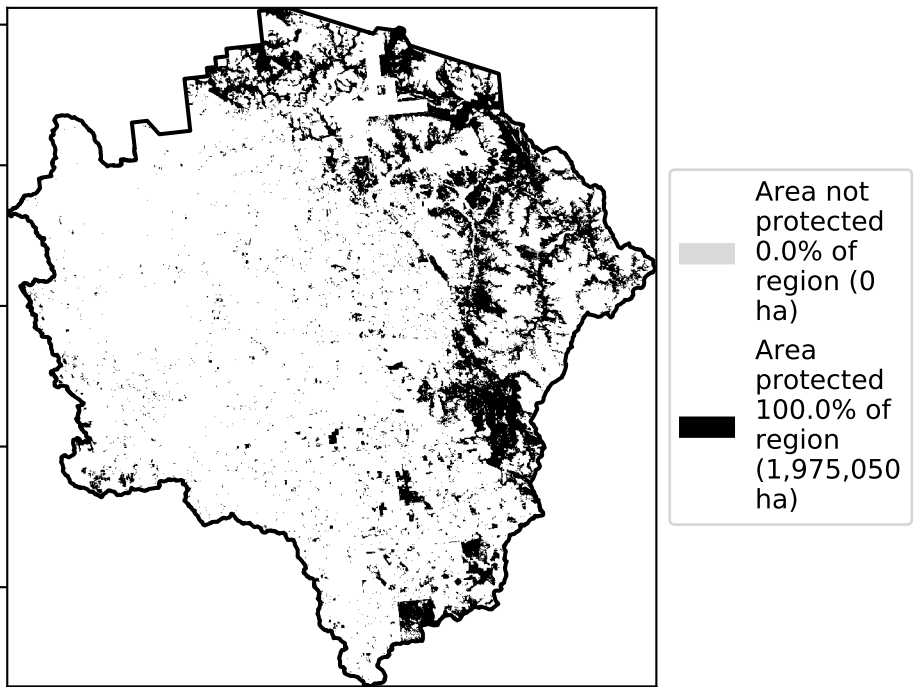 Area not
protected
0.0% of
region (0
ha)
Area
protected
100.0% of
region
(1,975,050
ha)